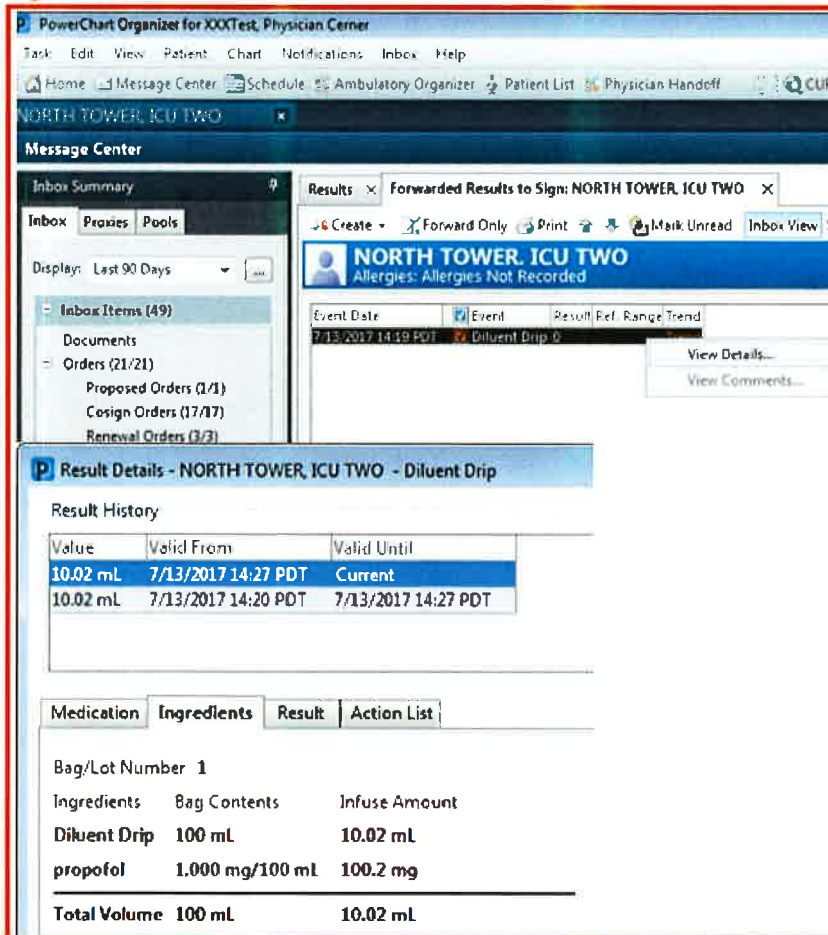 PowerChart Organizer for XXXTest, Physician Cerner
Task Edit View Patient Chart Notifications Inbox Help
Home Message Center Schedule Ambulatory Organizer Patient List Physician Handoff
NORTH TOWER, ICU TWO ×
Message Center
Inbox Summary
Results × Forwarded Results to Sign: NORTH TOWER, ICU TWO ×
Inbox Proxies Pools
Create Forward Only Print Mark Unread Inbox View
Display: Last 90 Days ...
NORTH TOWER, ICU TWO
Allergies: Allergies Not Recorded
Inbox Items (49)
Event Date Event Result Ref. Range Trend
Documents
7/13/2017 14:19 PDT Diluent Drip 0
Orders (21/21)
View Details...
Proposed Orders (1/1)
View Comments...
Cosign Orders (17/17)
Renewal Orders (3/3)
Result Details - NORTH TOWER, ICU TWO - Diluent Drip
Result History
Value Valid From Valid Until
10.02 mL 7/13/2017 14:27 PDT Current
10.02 mL 7/13/2017 14:20 PDT 7/13/2017 14:27 PDT
Medication Ingredients Result Action List
Bag/Lot Number 1
Ingredients Bag Contents Infuse Amount
Diluent Drip 100 mL 10.02 mL
propofol 1,000 mg/100 mL 100.2 mg
Total Volume 100 mL 10.02 mL